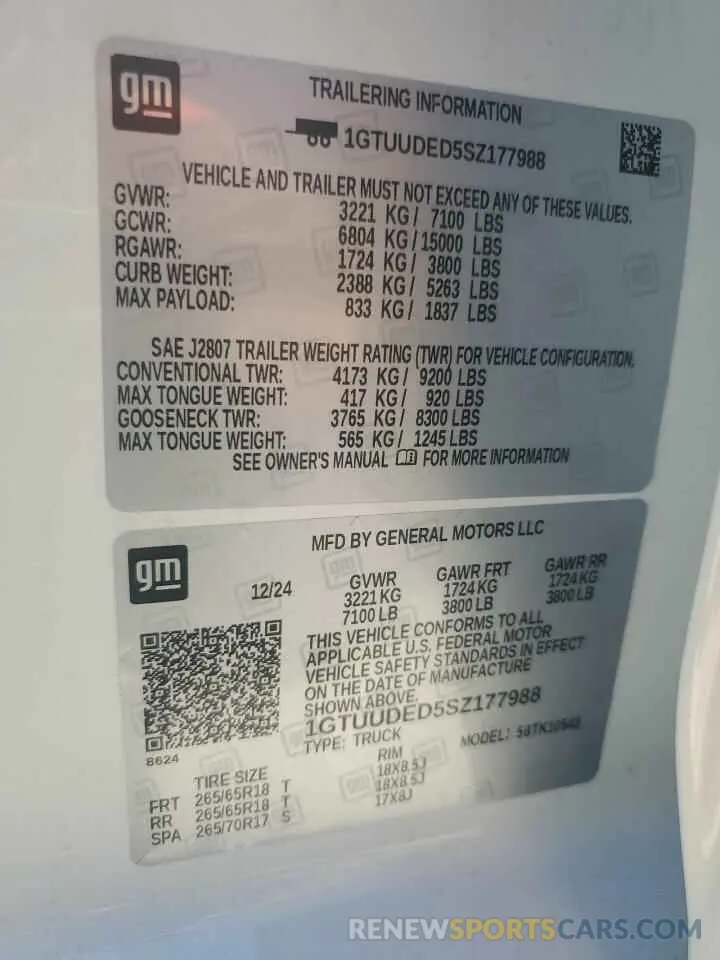 gm
TRAILERING INFORMATION
1GTUUDED5SZ177988
VEHICLE AND TRAILER MUST NOT EXCEED ANY OF THESE VALUES.
GVWR: 3221 KG/ 7100 LBS
GCWR: 6804 KG/ 15000 LBS
RGAWR: 1724 KG/ 3800 LBS
CURB WEIGHT: 2388 KG/ 5263 LBS
MAX PAYLOAD: 833 KG/ 1837 LBS
SAE J2807 TRAILER WEIGHT RATING (TWR) FOR VEHICLE CONFIGURATION.
CONVENTIONAL TWR: 4173 KG/ 9200 LBS
MAX TONGUE WEIGHT: 417 KG/ 920 LBS
GOOSENECK TWR: 3765 KG/ 8300 LBS
MAX TONGUE WEIGHT: 565 KG/ 1245 LBS
SEE OWNER'S MANUAL FOR MORE INFORMATION
gm
MFD BY GENERAL MOTORS LLC
12/24 GVWR GAWR FRT GAWR RR
3221 KG 1724 KG 1724 KG
7100 LB 3800 LB 3800 LB
THIS VEHICLE CONFORMS TO ALL
APPLICABLE U.S. FEDERAL MOTOR
VEHICLE SAFETY STANDARDS IN EFFECT
ON THE DATE OF MANUFACTURE
SHOWN ABOVE.
1GTUUDED5SZ177988
TYPE: TRUCK MODEL:
8624
TIRE SIZE RIM
FRT 265/65R18 T 18X8.5J
RR 265/65R18 T 18X8.5J
SPA 265/70R17 S 17X8J
RENEWSPORTSCARS.COM